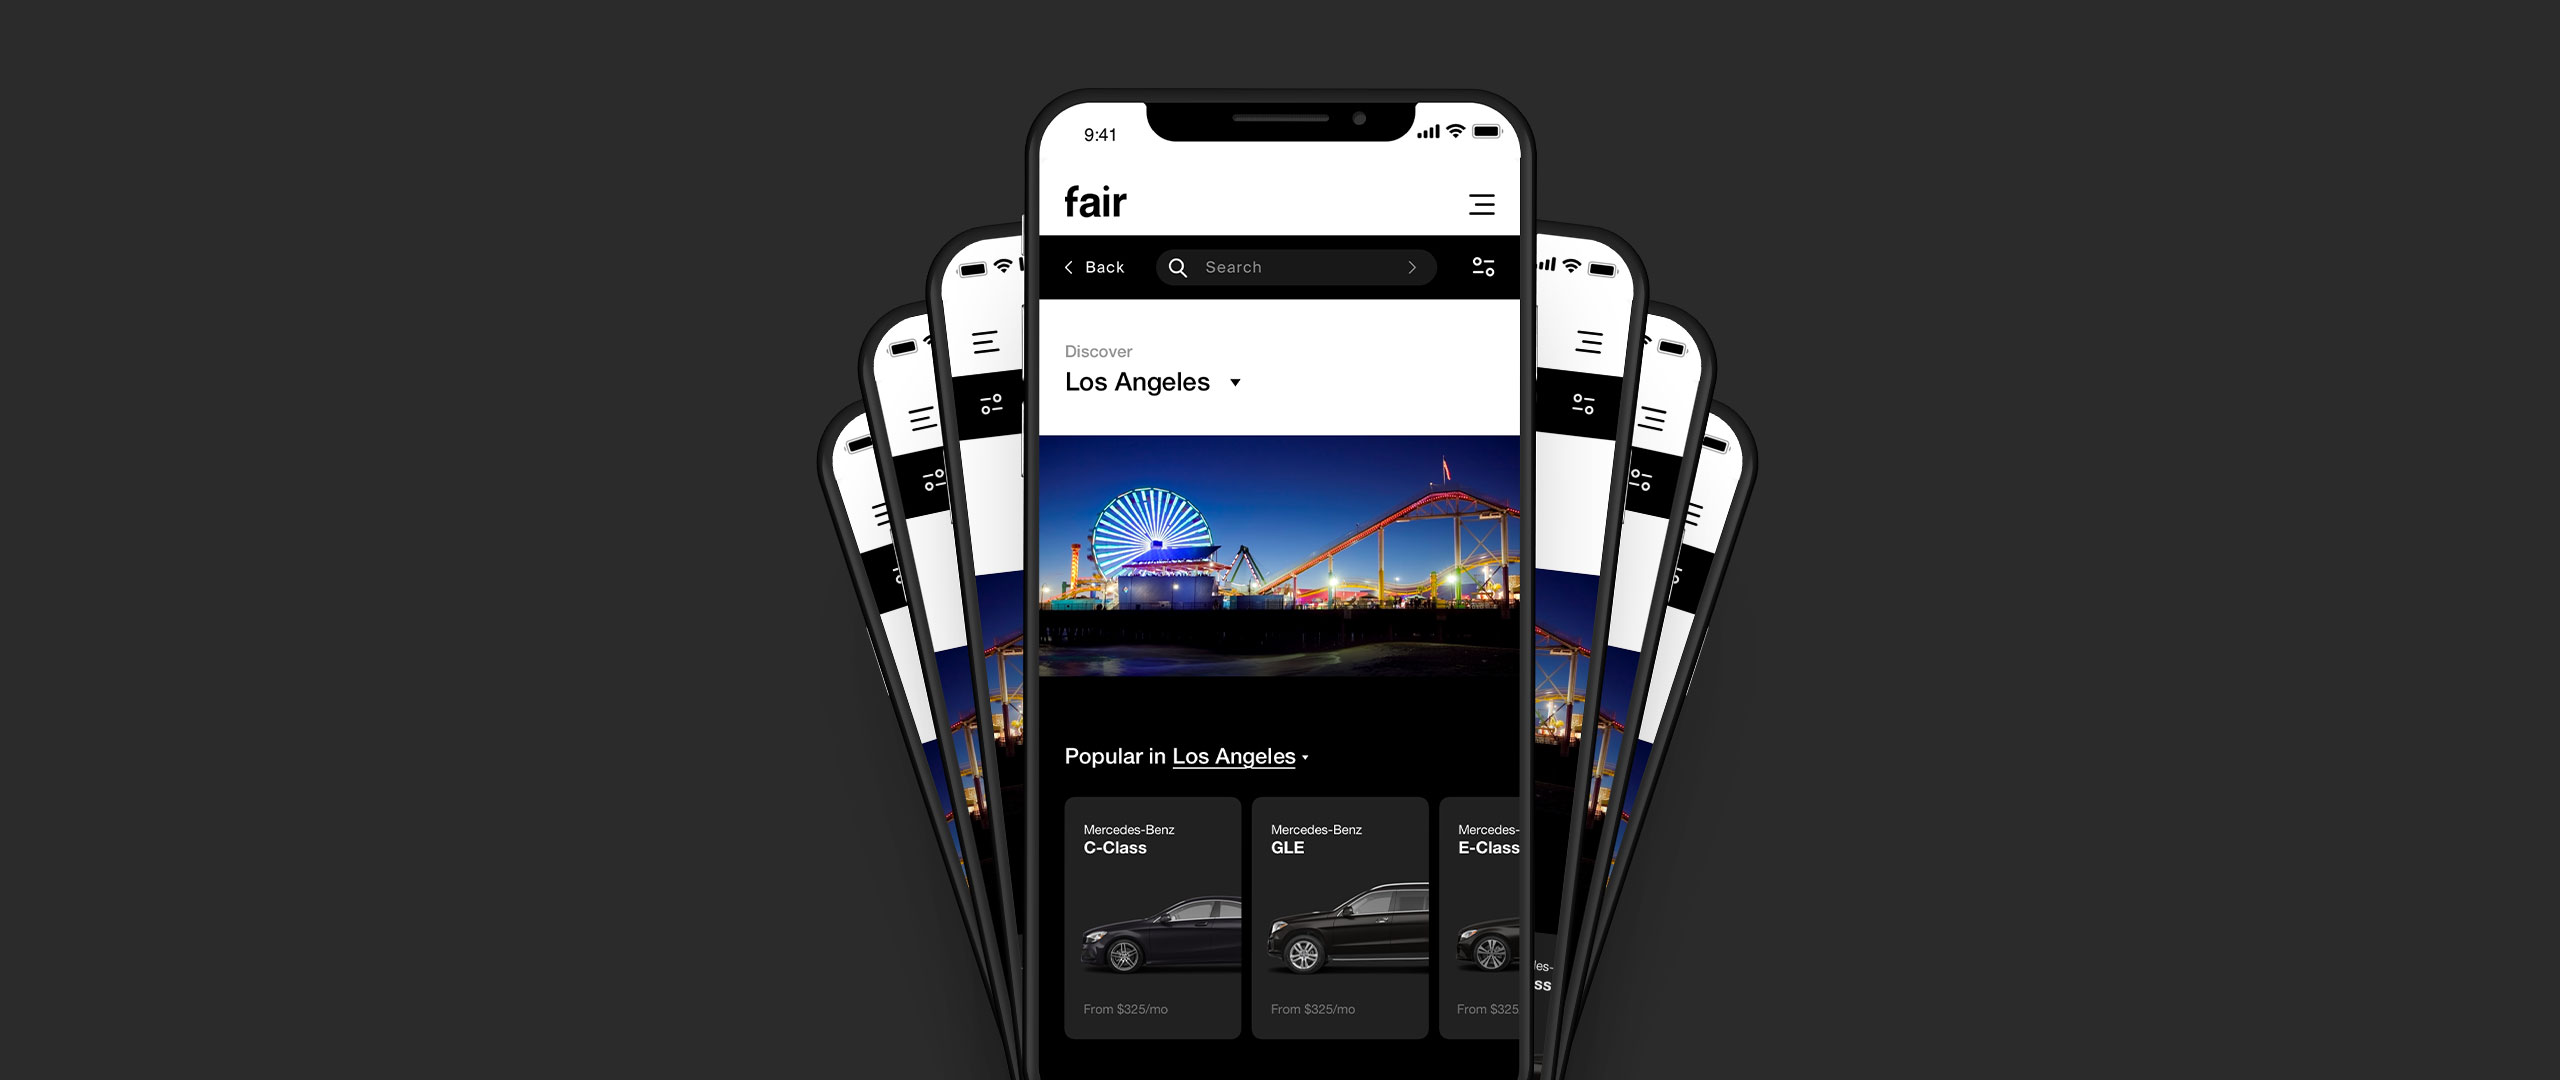 9:41
fair
Back
Search
Discover
Los Angeles
Popular in Los Angeles
Mercedes-Benz
C-Class
From $325/mo
Mercedes-Benz
GLE
From $325/mo
Mercedes-
E-Class
From $325
les-
ss